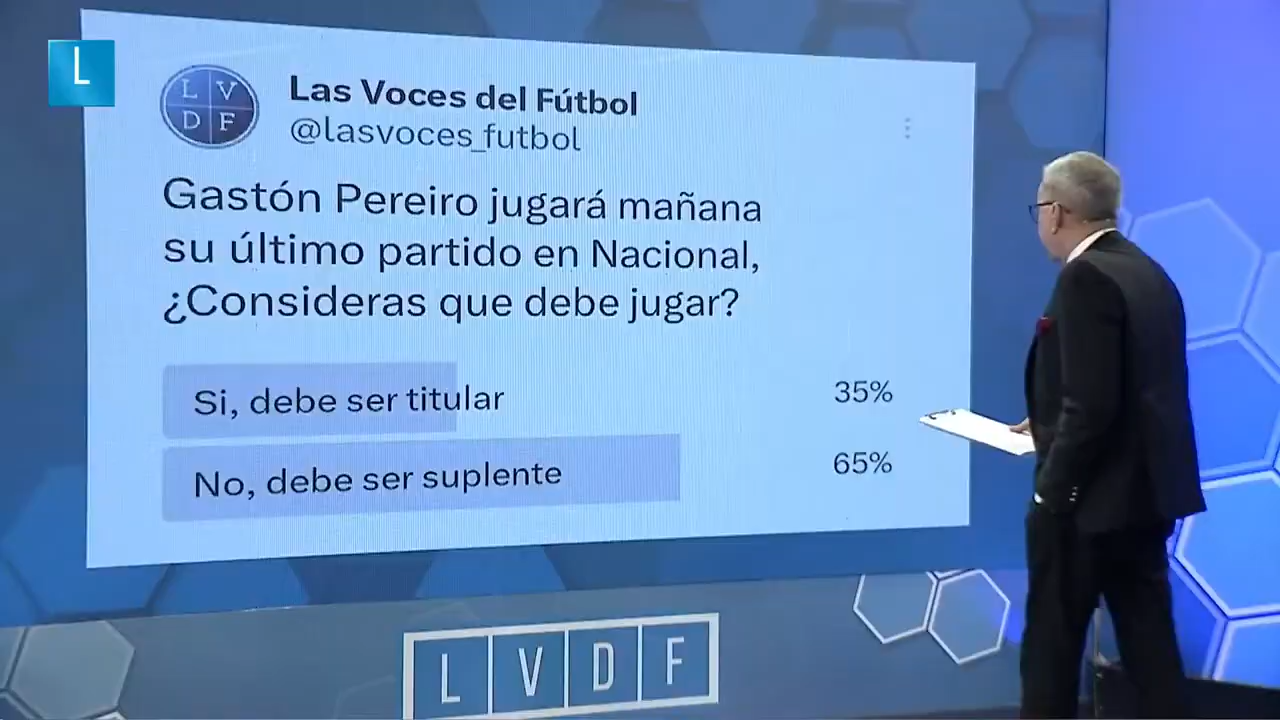 L
L V
D F
Las Voces del Fútbol
@lasvoces_futbol
Gastón Pereiro jugará mañana
su último partido en Nacional,
¿Consideras que debe jugar?
Si, debe ser titular 35%
No, debe ser suplente 65%
L V D F